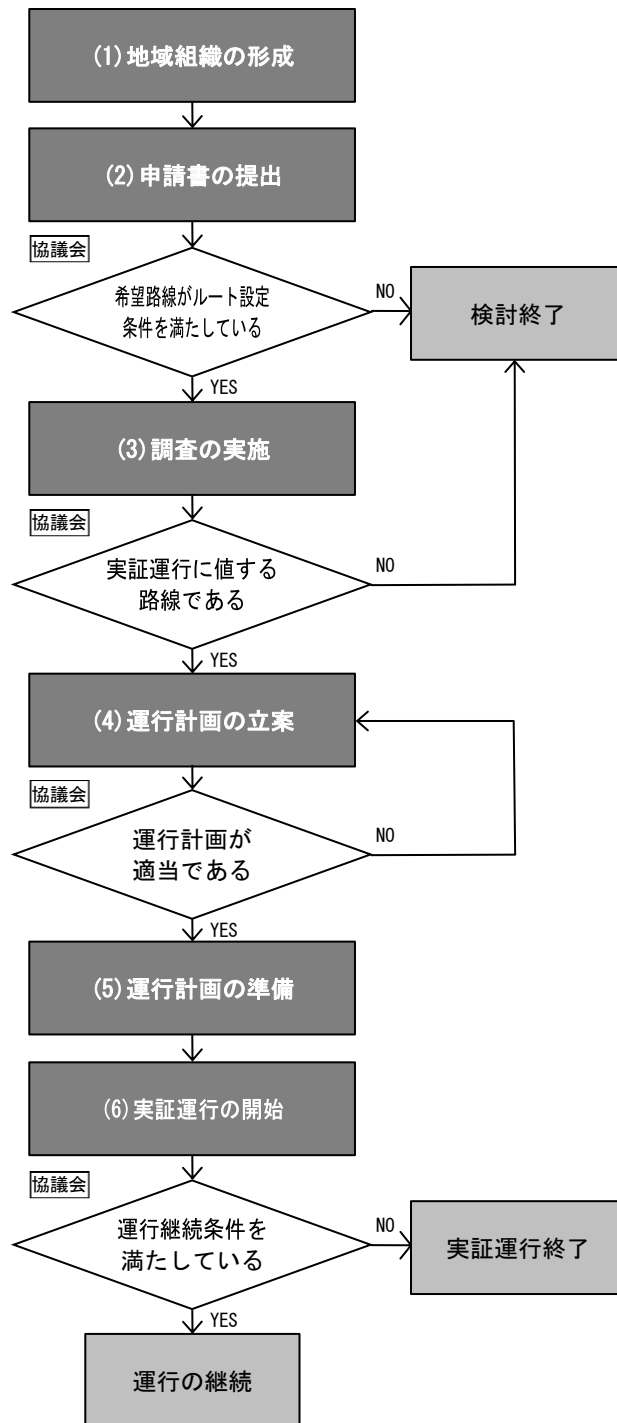 (1)地域組織の形成
(2)申請書の提出
協議会
希望路線がルート設定
条件を満たしている
NO
検討終了
YES
(3)調査の実施
協議会
実証運行に値する
路線である
NO
YES
(4)運行計画の立案
協議会
運行計画が
適当である
NO
YES
(5)運行計画の準備
(6)実証運行の開始
協議会
運行継続条件を
満たしている
NO
実証運行終了
YES
運行の継続